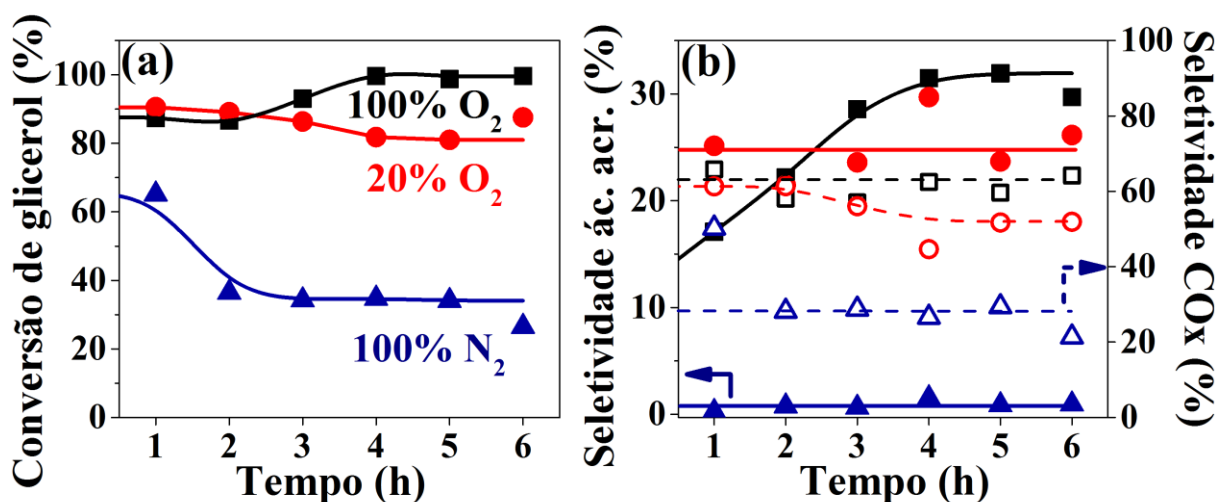 (a)
Conversão de glicerol (%)
100
80
60
40
20
0
100% O₂
20% O₂
100% N₂
1 2 3 4 5 6
Tempo (h)
(b)
Seletividade ác. acr. (%)
30
20
10
0
1 2 3 4 5 6
Tempo (h)
100
80
60
40
20
0
Seletividade COx (%)